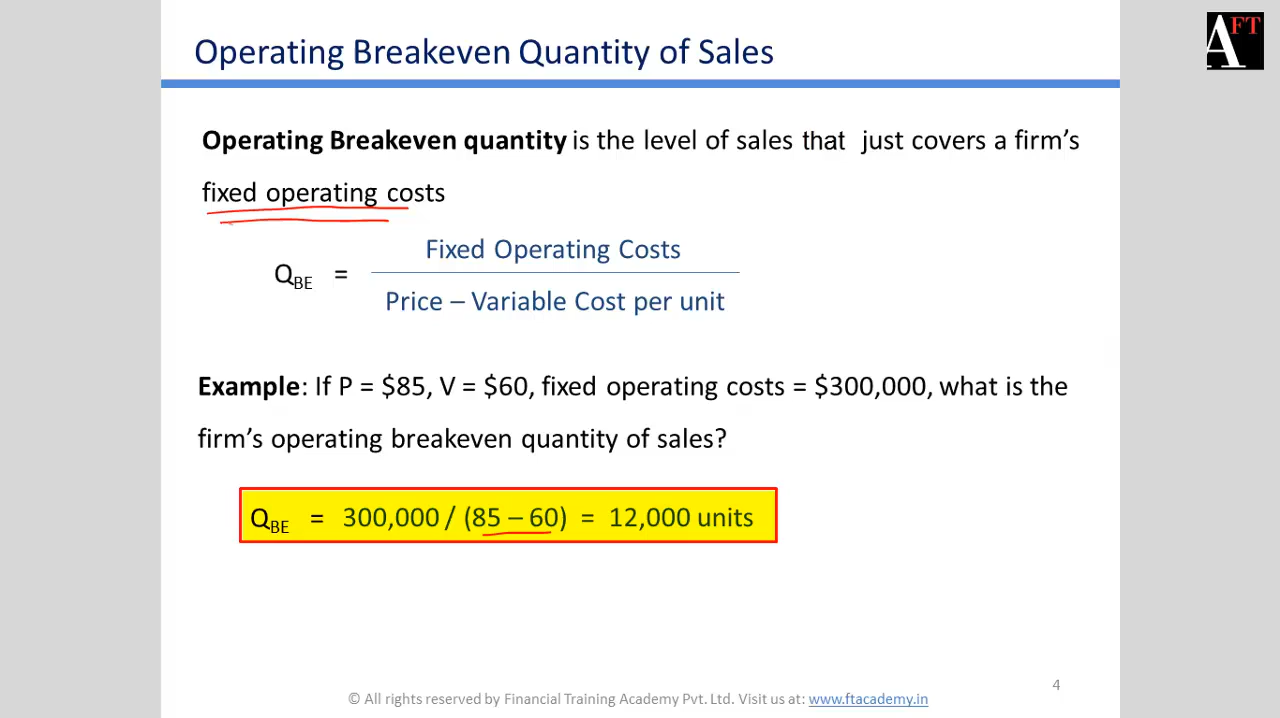 Operating Breakeven Quantity of Sales
AFT
Operating Breakeven quantity is the level of sales that just covers a firm's
fixed operating costs
Q_BE = Fixed Operating Costs
Price – Variable Cost per unit
Example: If P = $85, V = $60, fixed operating costs = $300,000, what is the
firm's operating breakeven quantity of sales?
Q_BE = 300,000 / (85 – 60) = 12,000 units
4
© All rights reserved by Financial Training Academy Pvt. Ltd. Visit us at: www.ftacademy.in